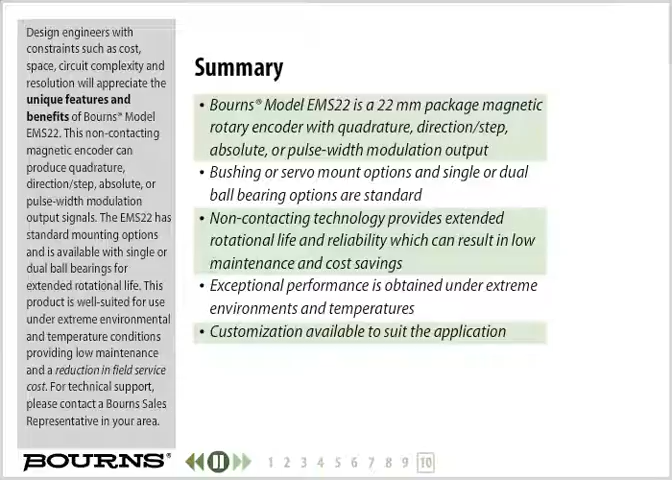 Design engineers with
constraints such as cost,
space, circuit complexity and
resolution will appreciate the
unique features and
benefits of Bourns® Model
EMS22. This non-contacting
magnetic encoder can
produce quadrature,
direction/step, absolute, or
pulse-width modulation
output signals. The EMS22 has
standard mounting options
and is available with single or
dual ball bearings for
extended rotational life. This
product is well-suited for use
under extreme environmental
and temperature conditions
providing low maintenance
and a reduction in field service
cost. For technical support,
please contact a Bourns Sales
Representative in your area.
Summary
• Bourns® Model EMS22 is a 22 mm package magnetic
rotary encoder with quadrature, direction/step,
absolute, or pulse-width modulation output
• Bushing or servo mount options and single or dual
ball bearing options are standard
• Non-contacting technology provides extended
rotational life and reliability which can result in low
maintenance and cost savings
• Exceptional performance is obtained under extreme
environments and temperatures
• Customization available to suit the application
BOURNS®
1 2 3 4 5 6 7 8 9 10